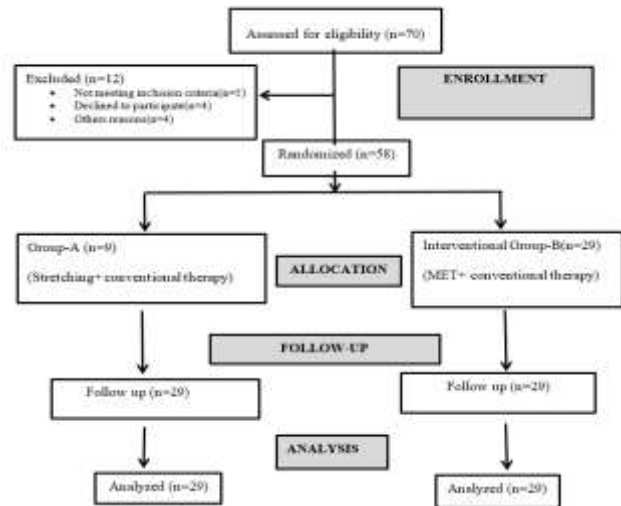 Assessed for eligibility (n=70)
Excluded (n=12)
• Not meeting inclusion criteria(n=
• Declined to participate(n=4)
• Others reasons(n=4)
ENROLLMENT
Randomized (n=58)
Group-A (n=9)
(Stretching+ conventional therapy)
Interventional Group-B(n=29)
(MET+ conventional therapy)
ALLOCATION
FOLLOW-UP
Follow up (n=29)
Follow up (n=29)
ANALYSIS
Analyzed (n=29)
Analyzed (n=29)